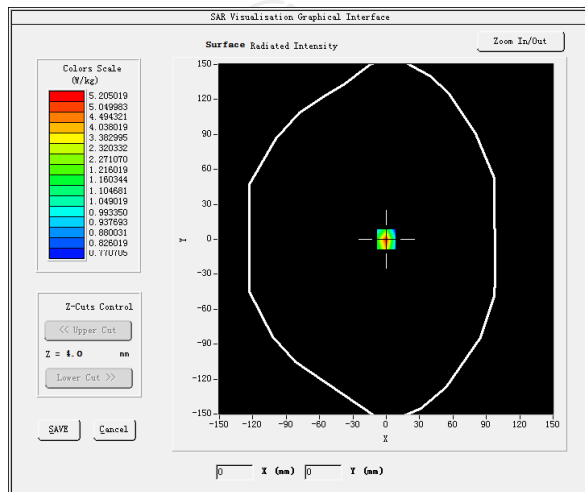 SAR Visualisation Graphical Interface
Surface Radiated Intensity
Zoom In/Out
Colors Scale
(W/kg)
5.205019
5.049983
4.494321
4.038019
3.382995
2.320332
2.271070
1.216019
1.160344
1.104681
1.049019
0.993350
0.937693
0.880031
0.826019
0.770705
Z-Cuts Control
<< Upper Cut
Z = 4.0 mm
Lower Cut >>
SAVE Cancel
150
120
90
60
30
0
-30
-60
-90
-120
-150
Y
-150 -120 -90 -60 -30 0 30 60 90 120 150
X
0 X (mm) 0 Y (mm)